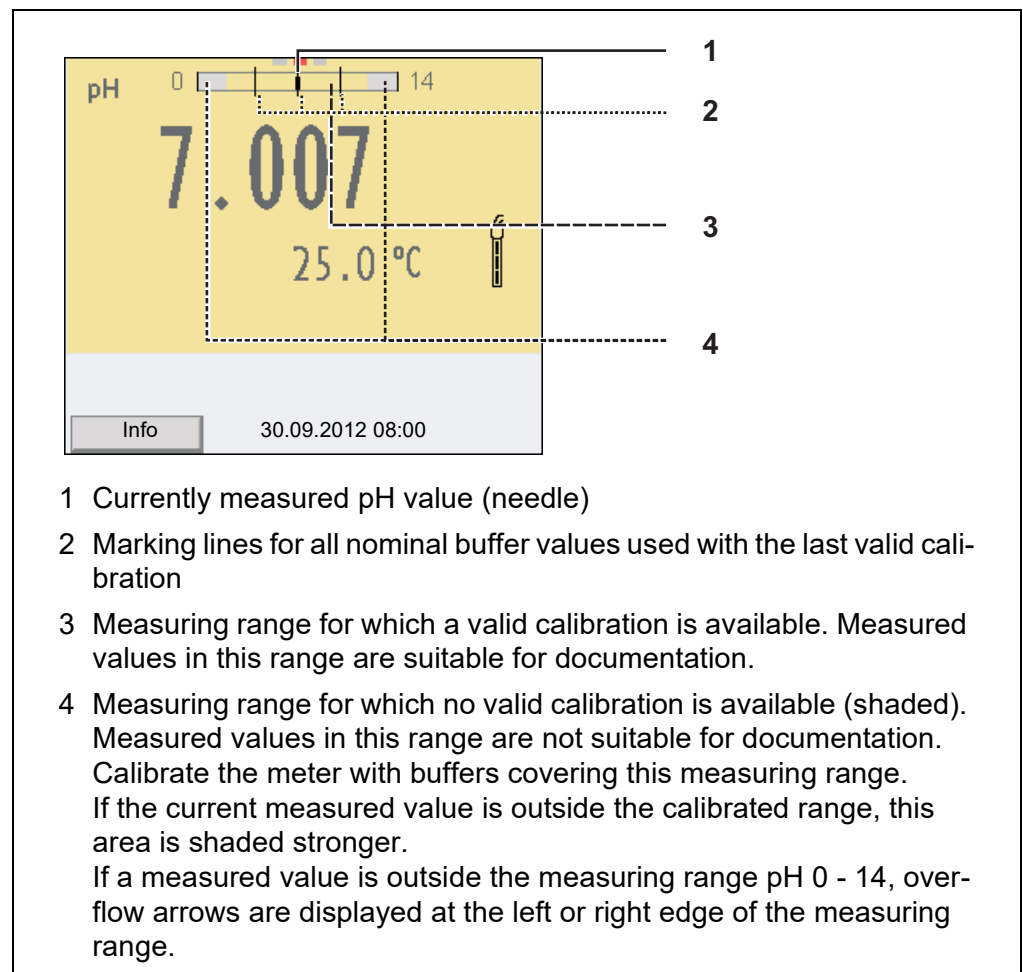 1
pH 0 14
2
7.007
3
25.0 °C
4
Info 30.09.2012 08:00
1 Currently measured pH value (needle)
2 Marking lines for all nominal buffer values used with the last valid cali-
bration
3 Measuring range for which a valid calibration is available. Measured
values in this range are suitable for documentation.
4 Measuring range for which no valid calibration is available (shaded).
Measured values in this range are not suitable for documentation.
Calibrate the meter with buffers covering this measuring range.
If the current measured value is outside the calibrated range, this
area is shaded stronger.
If a measured value is outside the measuring range pH 0 - 14, over-
flow arrows are displayed at the left or right edge of the measuring
range.